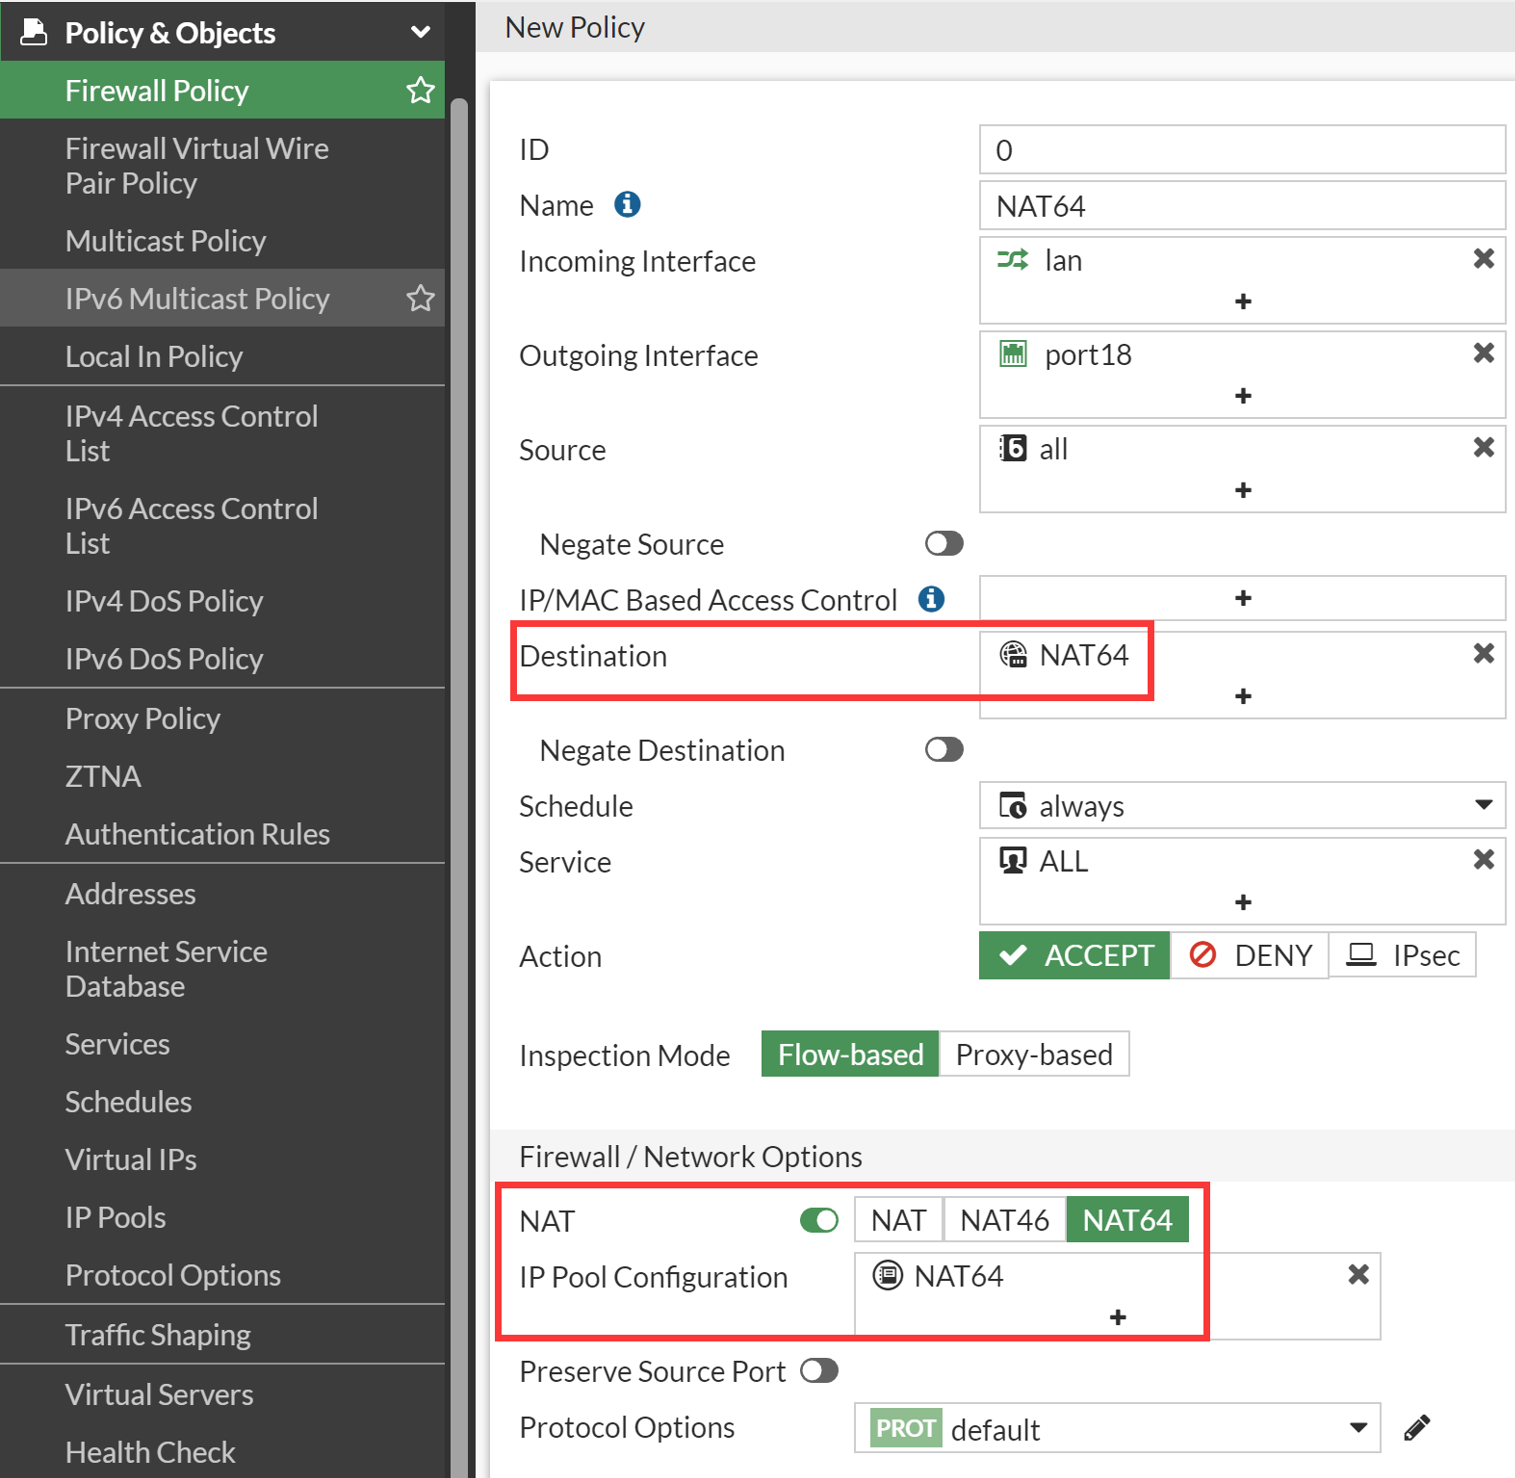 Policy & Objects
Firewall Policy
Firewall Virtual Wire
Pair Policy
Multicast Policy
IPv6 Multicast Policy
Local In Policy
IPv4 Access Control
List
IPv6 Access Control
List
IPv4 DoS Policy
IPv6 DoS Policy
Proxy Policy
ZTNA
Authentication Rules
Addresses
Internet Service
Database
Services
Schedules
Virtual IPs
IP Pools
Protocol Options
Traffic Shaping
Virtual Servers
Health Check
New Policy
ID 0
Name NAT64
Incoming Interface lan
+
Outgoing Interface port18
+
Source 6 all
+
Negate Source
IP/MAC Based Access Control +
Destination NAT64
+
Negate Destination
Schedule always
Service ALL
+
Action ACCEPT DENY IPsec
Inspection Mode Flow-based Proxy-based
Firewall / Network Options
NAT NAT NAT46 NAT64
IP Pool Configuration NAT64
+
Preserve Source Port
Protocol Options PROT default